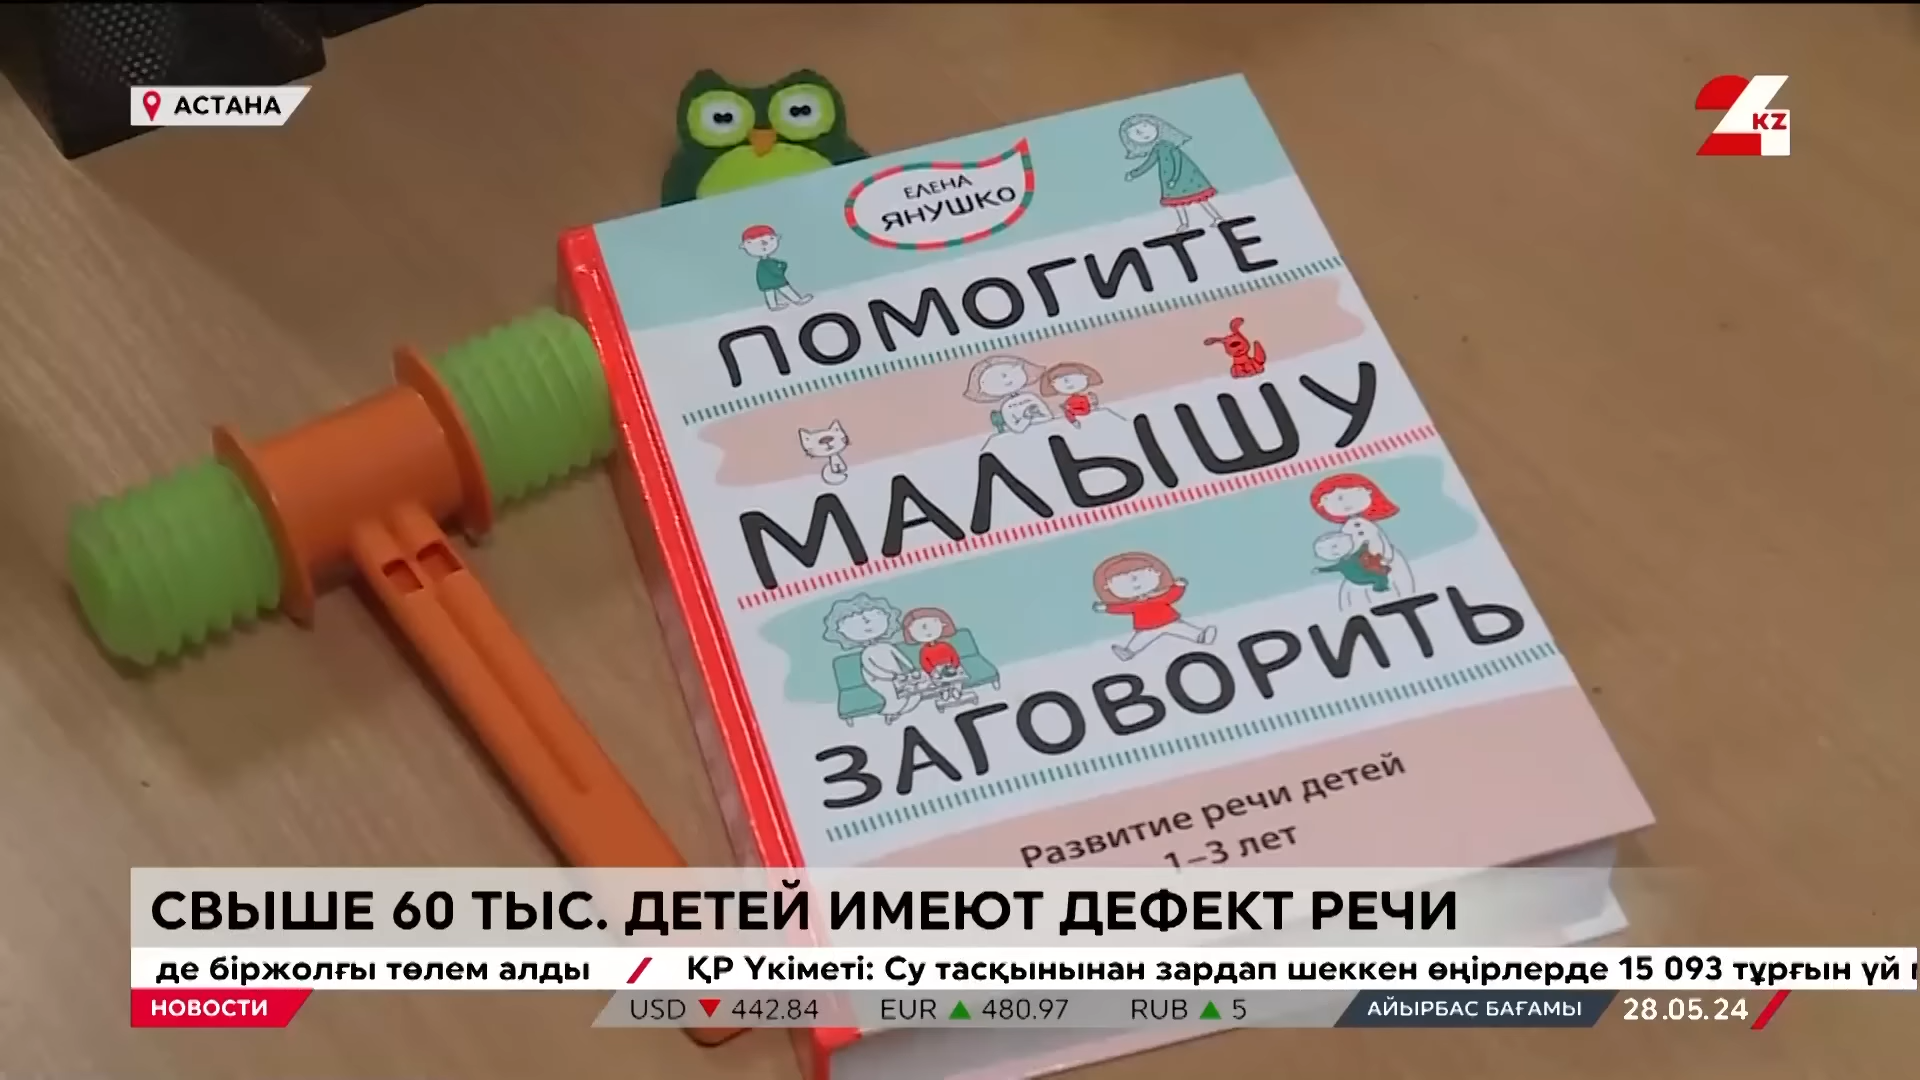 АСТАНА
24 KZ
ЕЛЕНА
ЯНУШКО
ПОМОГИТЕ
МАЛЫШУ
ЗАГОВОРИТЬ
Развитие речи детей
1–3 лет
СВЫШЕ 60 ТЫС. ДЕТЕЙ ИМЕЮТ ДЕФЕКТ РЕЧИ
де біржолғы төлем алды / ҚР Үкіметі: Су тасқынынан зардап шеккен өңірлерде 15 093 тұрғын үй
НОВОСТИ USD ▼ 442.84 EUR ▲ 480.97 RUB ▲ 5 АЙЫРБАС БАҒАМЫ 28.05.24